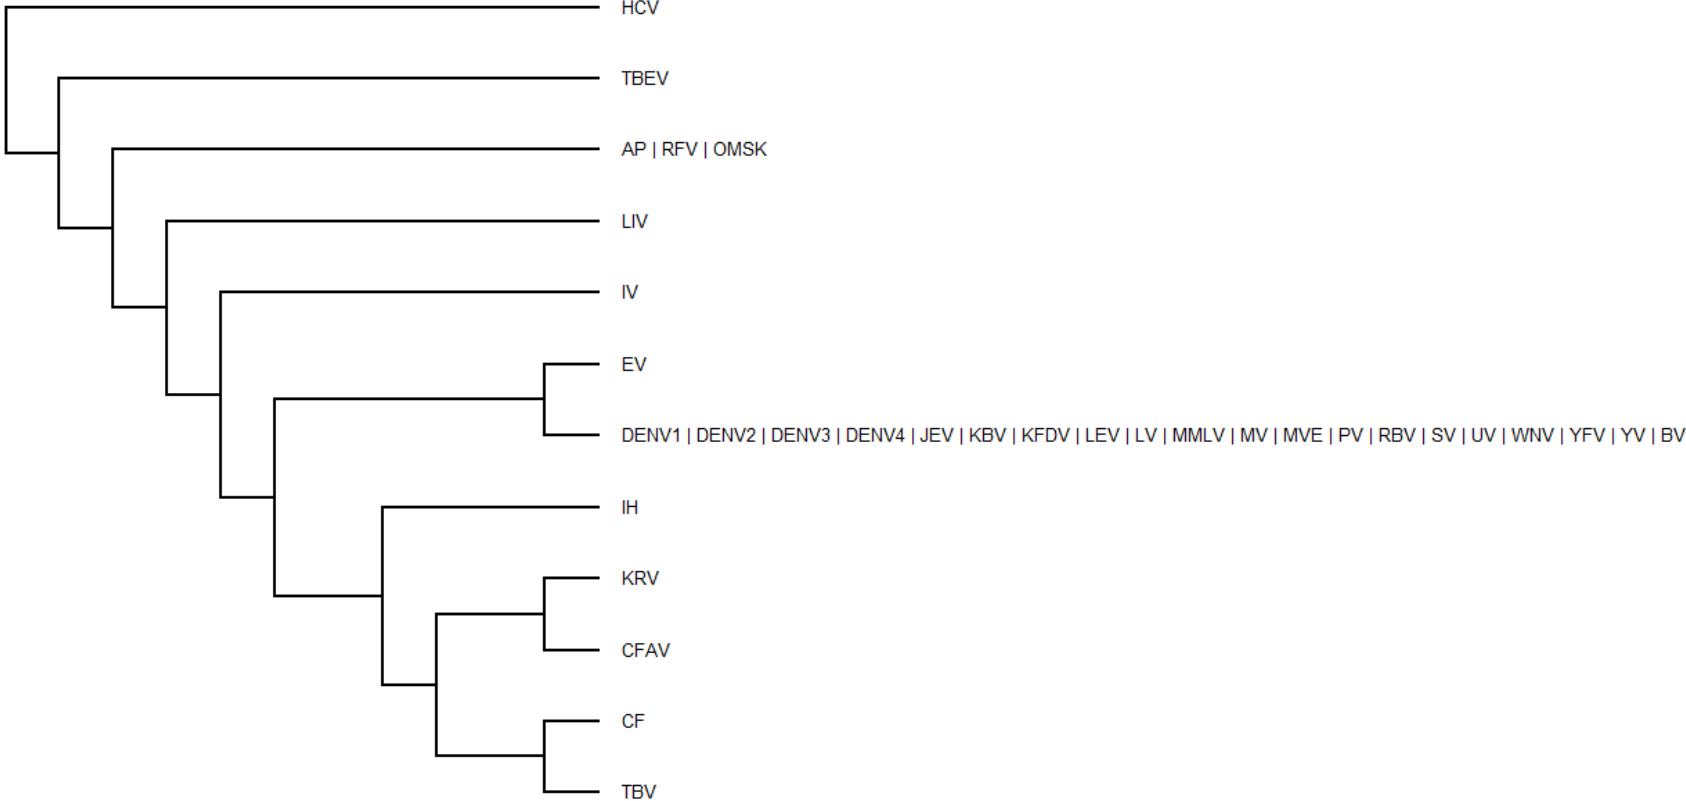 HCV
TBEV
AP | RFV | OMSK
LIV
IV
EV
DENV1 | DENV2 | DENV3 | DENV4 | JEV | KBV | KFDV | LEV | LV | MMLV | MV | MVE | PV | RBV | SV | UV | WNV | YFV | YV | BV
IH
KRV
CFAV
CF
TBV